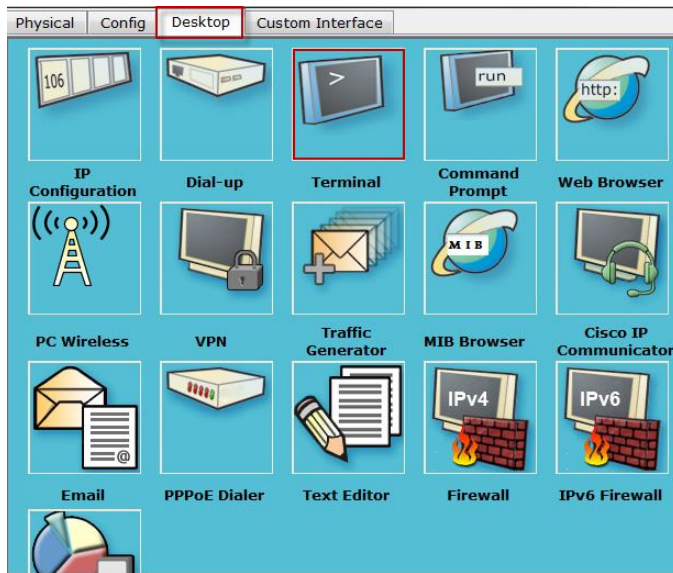 Physical Config Desktop Custom Interface
106
>
run
http:
IP Configuration
Dial-up
Terminal
Command Prompt
Web Browser
MIB
PC Wireless
VPN
Traffic Generator
MIB Browser
Cisco IP Communicator
@
IPv4
IPv6
Email
PPPoE Dialer
Text Editor
Firewall
IPv6 Firewall